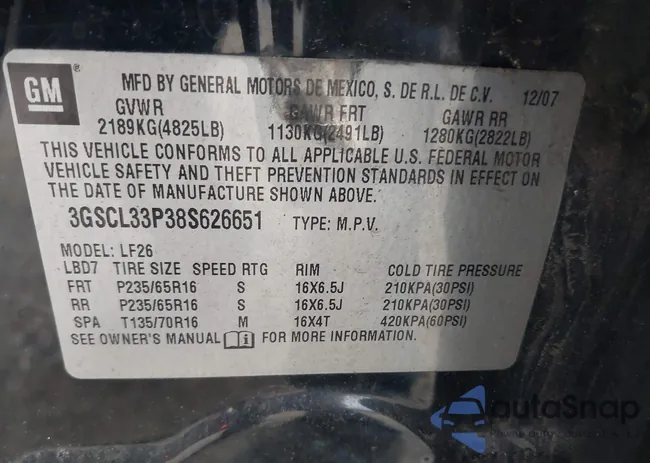 GM
MFD BY GENERAL MOTORS DE MEXICO, S. DE R.L. DE C.V. 12/07
GVWR GAWR FRT GAWR RR
2189KG(4825LB) 1130KG(2491LB) 1280KG(2822LB)
THIS VEHICLE CONFORMS TO ALL APPLICABLE U.S. FEDERAL MOTOR
VEHICLE SAFETY AND THEFT PREVENTION STANDARDS IN EFFECT ON
THE DATE OF MANUFACTURE SHOWN ABOVE.
3GSCL33P38S626651 TYPE: M.P.V.
MODEL: LF26
LBD7 TIRE SIZE SPEED RTG RIM COLD TIRE PRESSURE
FRT P235/65R16 S 16X6.5J 210KPA(30PSI)
RR P235/65R16 S 16X6.5J 210KPA(30PSI)
SPA T135/70R16 M 16X4T 420KPA(60PSI)
SEE OWNER'S MANUAL FOR MORE INFORMATION.
autoSnap